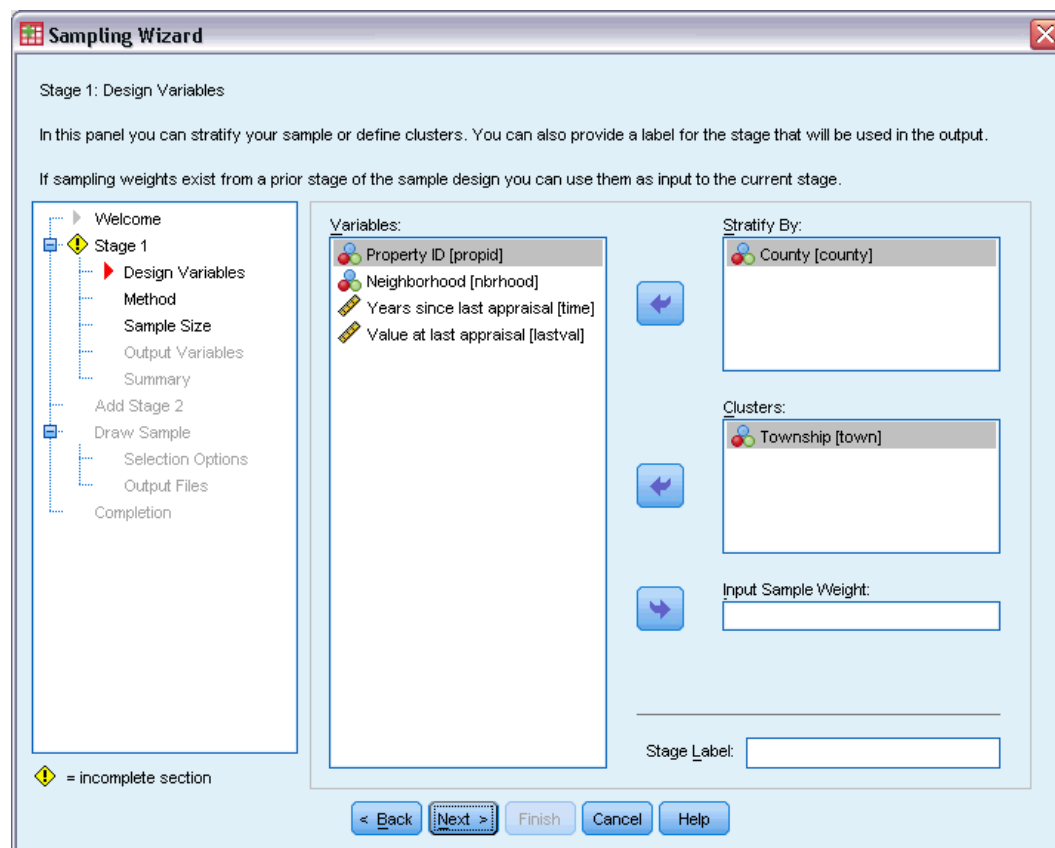 Sampling Wizard
Stage 1: Design Variables
In this panel you can stratify your sample or define clusters. You can also provide a label for the stage that will be used in the output.
If sampling weights exist from a prior stage of the sample design you can use them as input to the current stage.
Welcome
Stage 1
Design Variables
Method
Sample Size
Output Variables
Summary
Add Stage 2
Draw Sample
Selection Options
Output Files
Completion
! = incomplete section
Variables:
Property ID [propid]
Neighborhood [nbrhood]
Years since last appraisal [time]
Value at last appraisal [lastval]
Stratify By:
County [county]
Clusters:
Township [town]
Input Sample Weight:
Stage Label:
< Back
Next >
Finish
Cancel
Help